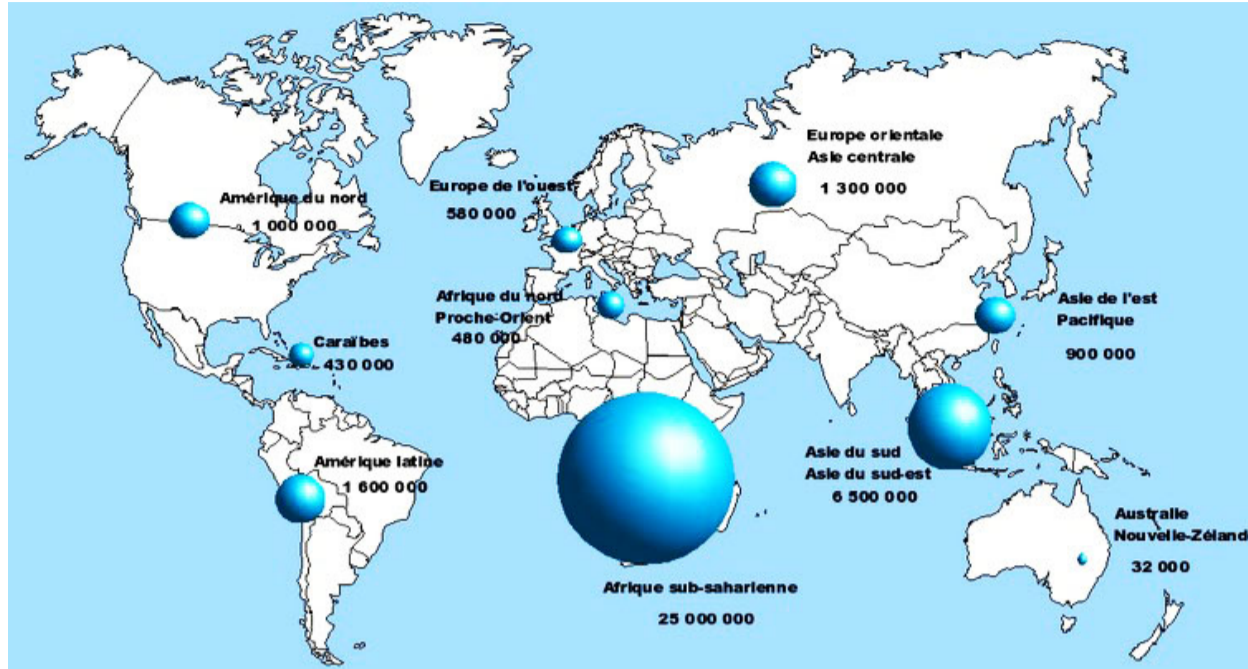 Europe orientale
Asie centrale
1 300 000
Europe de l'ouest
580 000
Amérique du nord
1 000 000
Afrique du nord
Proche-Orient
480 000
Asie de l'est
Pacifique
900 000
Caraïbes
430 000
Amérique latine
1 600 000
Asie du sud
Asie du sud-est
6 500 000
Australie
Nouvelle-Zélande
32 000
Afrique sub-saharienne
25 000 000